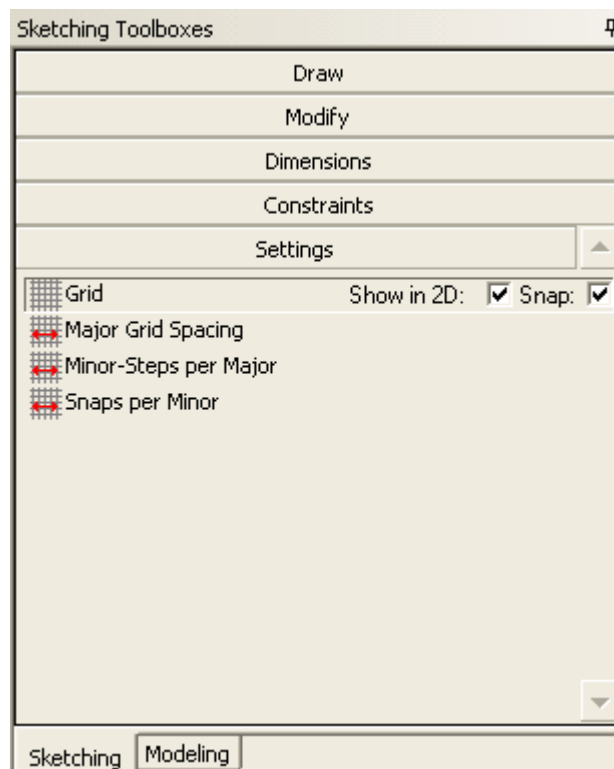 Sketching Toolboxes
Draw
Modify
Dimensions
Constraints
Settings
Grid Show in 2D: Snap:
Major Grid Spacing
Minor-Steps per Major
Snaps per Minor
Sketching Modeling